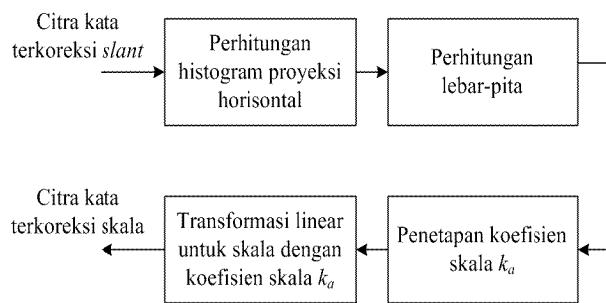 Citra kata
terkoreksi slant
Perhitungan
histogram proyeksi
horisontal
Perhitungan
lebar-pita
Citra kata
terkoreksi skala
Transformasi linear
untuk skala dengan
koefisien skala kₐ
Penetapan koefisien
skala kₐ